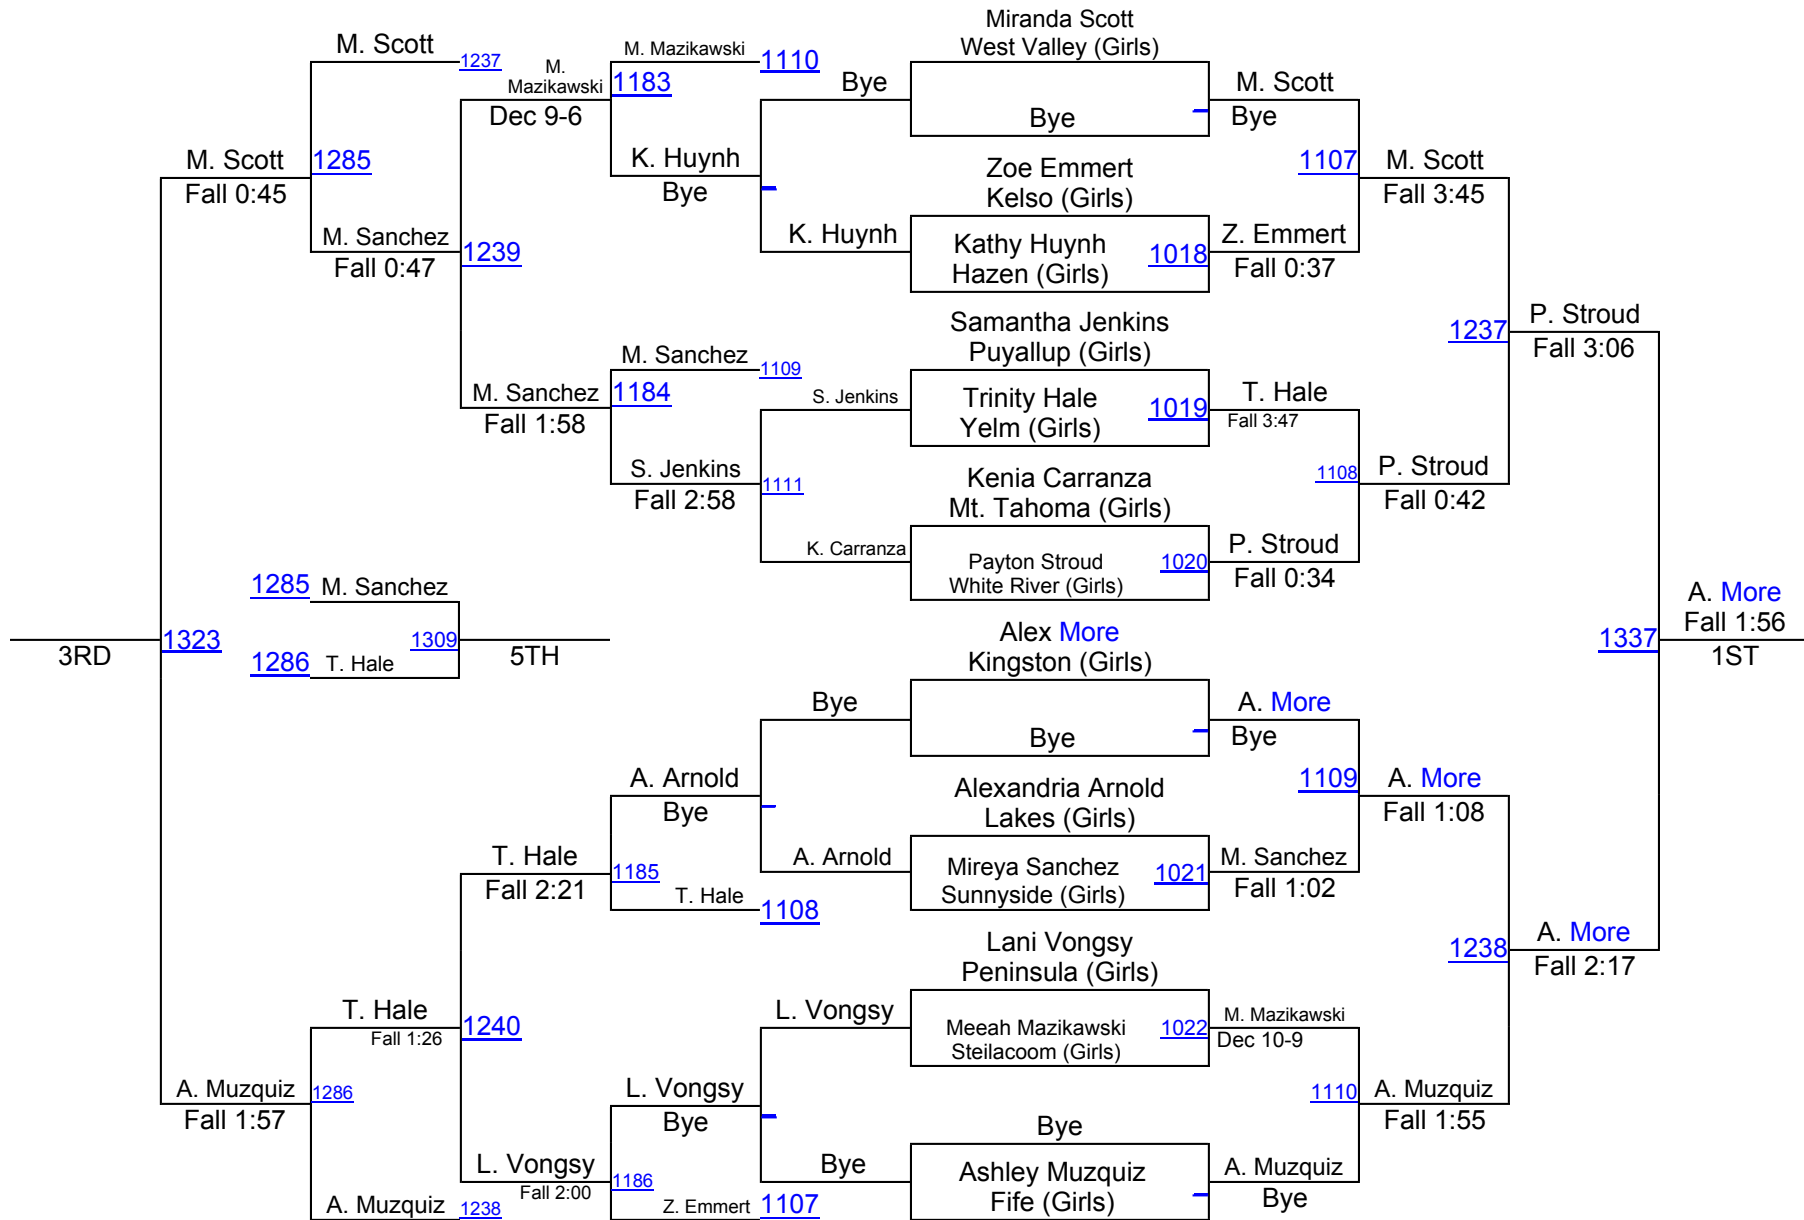 Miranda Scott
West Valley (Girls)
M. Scott
1237
M.
Mazikawski
Dec 9-6
M. Mazikawski
1110
1183
Bye
Bye
M. Scott
Bye
M. Scott
Fall 0:45
1285
K. Huynh
Bye
Zoe Emmert
Kelso (Girls)
1107
M. Scott
Fall 3:45
M. Sanchez
Fall 0:47
1239
K. Huynh
Kathy Huynh
Hazen (Girls)
1018
Z. Emmert
Fall 0:37
Samantha Jenkins
Puyallup (Girls)
1237
P. Stroud
Fall 3:06
M. Sanchez
1109
M. Sanchez
Fall 1:58
1184
S. Jenkins
Trinity Hale
Yelm (Girls)
1019
T. Hale
Fall 3:47
S. Jenkins
Fall 2:58
1111
Kenia Carranza
Mt. Tahoma (Girls)
1108
P. Stroud
Fall 0:42
K. Carranza
Payton Stroud
White River (Girls)
1020
P. Stroud
Fall 0:34
1285
M. Sanchez
3RD
1323
1286
T. Hale
1309
5TH
Alex More
Kingston (Girls)
1337
A. More
Fall 1:56
1ST
Bye
Bye
A. More
Bye
A. Arnold
Bye
Alexandria Arnold
Lakes (Girls)
1109
A. More
Fall 1:08
T. Hale
Fall 2:21
1185
T. Hale
1108
A. Arnold
Mireya Sanchez
Sunnyside (Girls)
1021
M. Sanchez
Fall 1:02
Lani Vongsy
Peninsula (Girls)
1238
A. More
Fall 2:17
T. Hale
Fall 1:26
1240
L. Vongsy
Meeah Mazikawski
Steilacoom (Girls)
1022
M. Mazikawski
Dec 10-9
A. Muzquiz
Fall 1:57
1286
L. Vongsy
Bye
Bye
1110
A. Muzquiz
Fall 1:55
L. Vongsy
Fall 2:00
1186
Bye
Ashley Muzquiz
Fife (Girls)
A. Muzquiz
Bye
A. Muzquiz
1238
Z. Emmert
1107